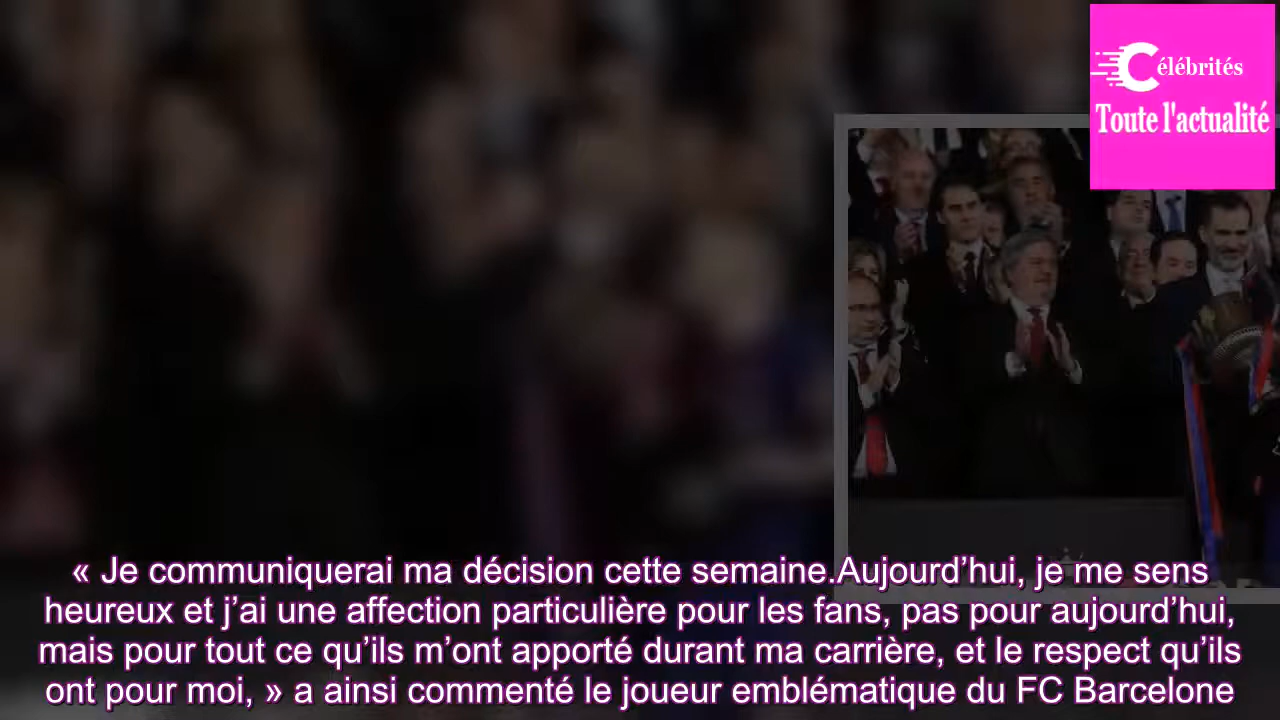 Célébrités
Toute l'actualité
« Je communiquerai ma décision cette semaine.Aujourd’hui, je me sens
heureux et j’ai une affection particulière pour les fans, pas pour aujourd’hui,
mais pour tout ce qu’ils m’ont apporté durant ma carrière, et le respect qu’ils
ont pour moi, » a ainsi commenté le joueur emblématique du FC Barcelone